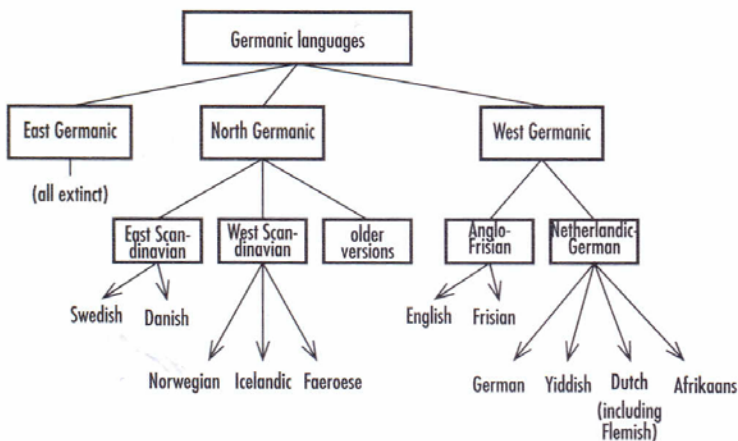 Germanic languages
East Germanic
North Germanic
West Germanic
(all extinct)
East Scan-
dinavian
West Scan-
dinavian
older
versions
Anglo-
Frisian
Netherlandic-
German
Swedish
Danish
English
Frisian
Norwegian
Icelandic
Faeroese
German
Yiddish
Dutch
(including
Flemish)
Afrikaans